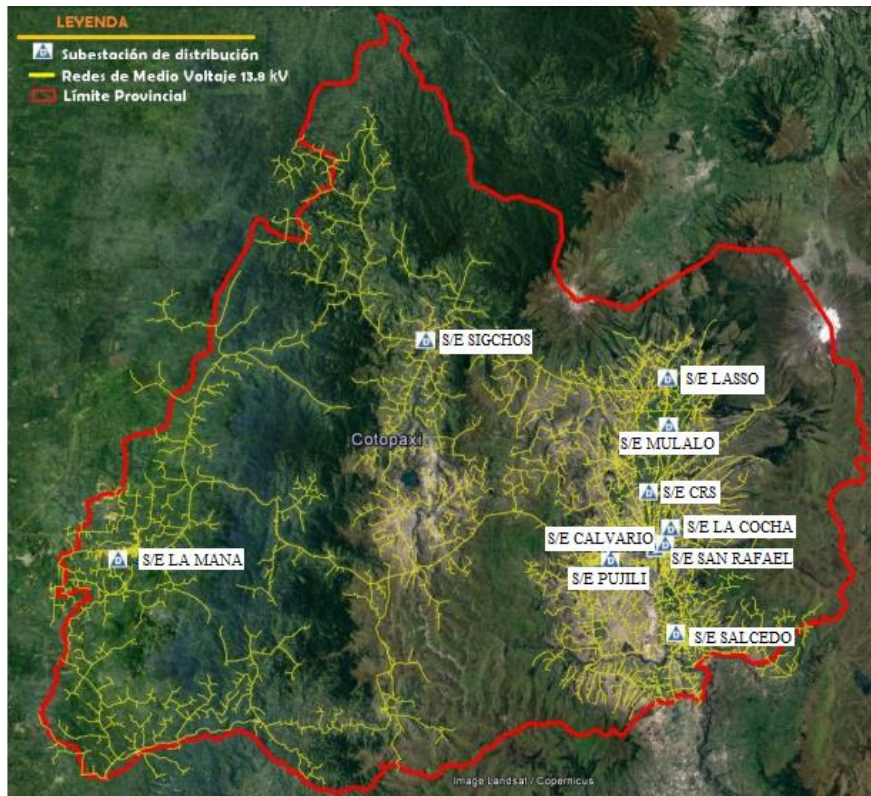 LEYENDA
Subestación de distribución
Redes de Medio Voltaje 13.8 kV
Límite Provincial
S/E SIGCHOS
S/E LASSO
Cotopaxi
S/E MULALO
S/E CRS
S/E LA COCHA
S/E CALVARIO
S/E SAN RAFAEL
S/E LA MANA
S/E PUJILI
S/E SALCEDO
Image Landsat / Copernicus